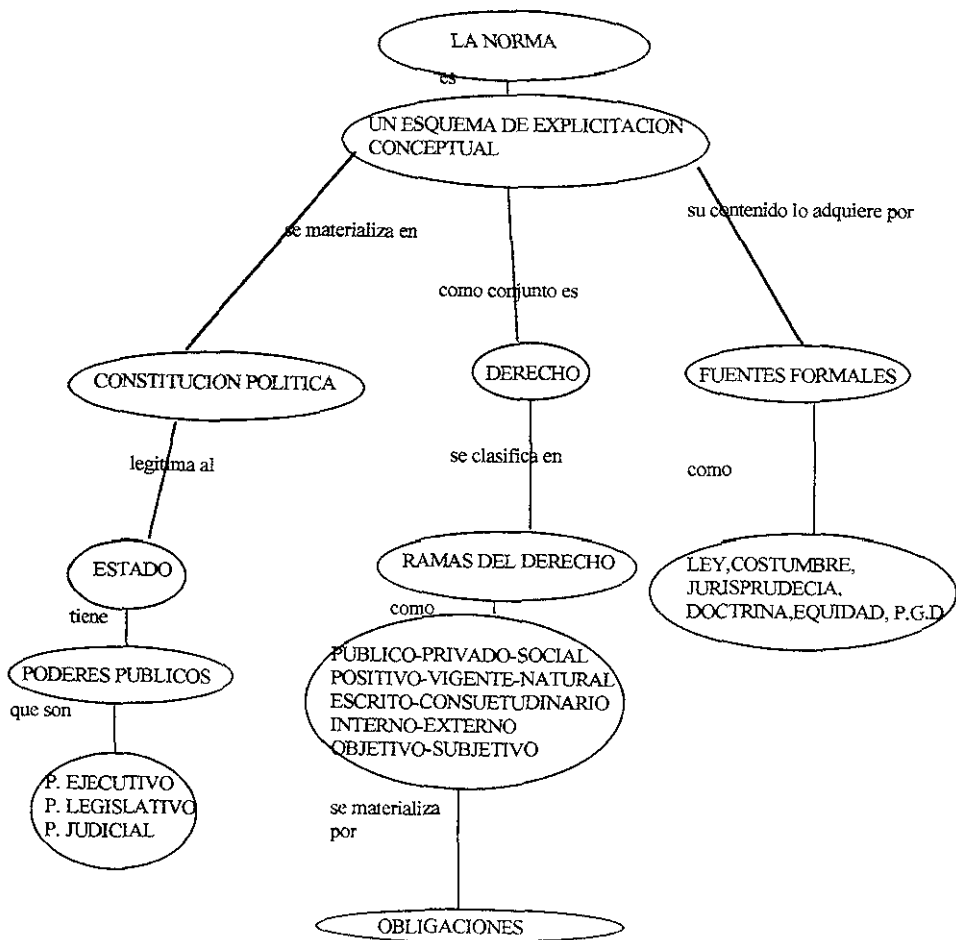 LA NORMA
es
UN ESQUEMA DE EXPLICITACION
CONCEPTUAL
se materializa en
como conjunto es
su contenido lo adquiere por
CONSTITUCION POLITICA
DERECHO
FUENTES FORMALES
legitima al
se clasifica en
como
ESTADO
RAMAS DEL DERECHO
LEY,COSTUMBRE,
JURISPRUDECIA,
DOCTRINA,EQUIDAD, P.G.D
tiene
como
PODERES PUBLICOS
PUBLICO-PRIVADO-SOCIAL
POSITIVO-VIGENTE-NATURAL
ESCRITO-CONSUETUDINARIO
INTERNO-EXTERNO
OBJETIVO-SUBJETIVO
que son
P. EJECUTIVO
P. LEGISLATIVO
P. JUDICIAL
se materializa
por
OBLIGACIONES